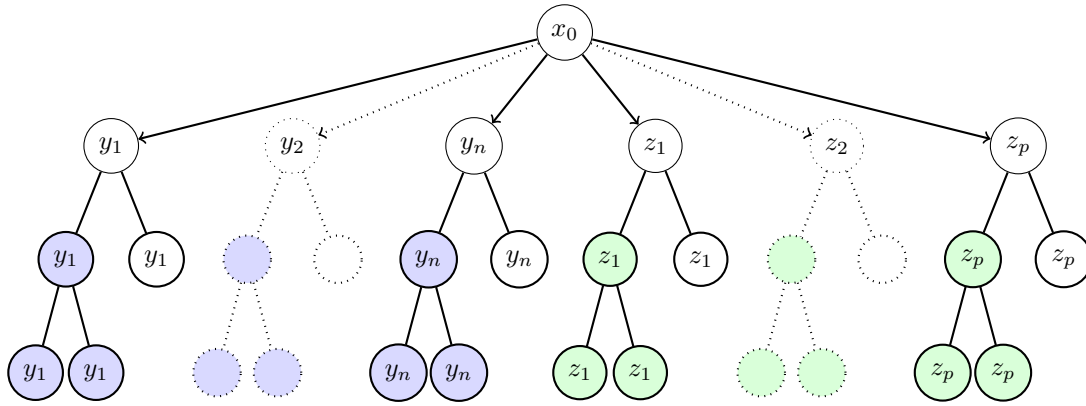 x₀
y₁ y₂ yₙ z₁ z₂ zₚ
y₁ y₁ yₙ yₙ z₁ z₁ zₚ zₚ
y₁ y₁ yₙ yₙ z₁ z₁ zₚ zₚ